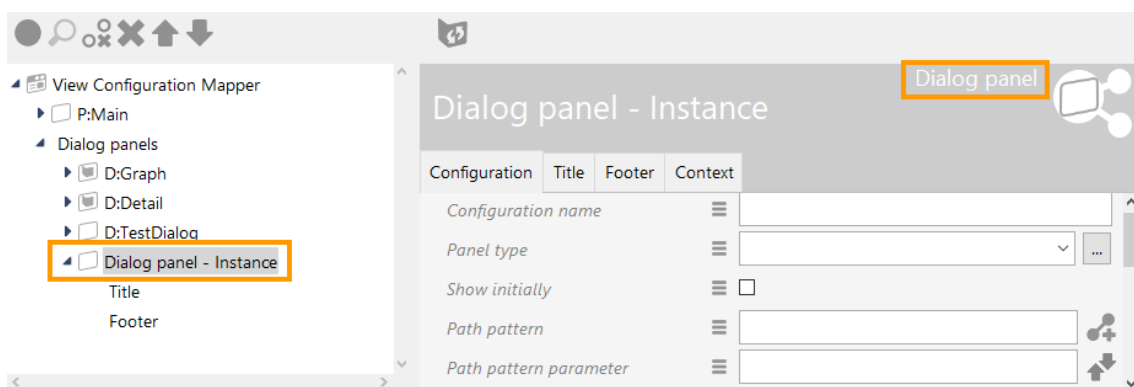 View Configuration Mapper
P:Main
Dialog panels
D:Graph
D:Detail
D:TestDialog
Dialog panel - Instance
Title
Footer
Dialog panel
Dialog panel - Instance
Configuration Title Footer Context
Configuration name
Panel type
...
Show initially
Path pattern
Path pattern parameter